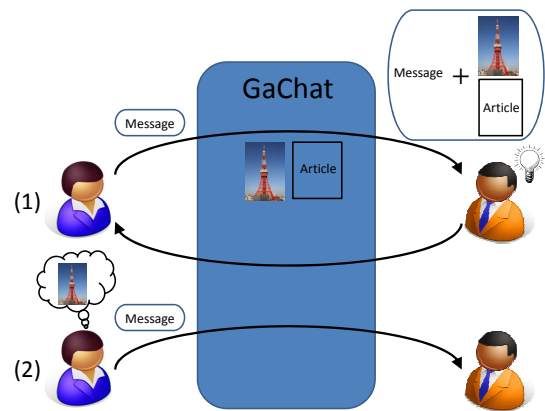 GaChat
Message +
Article
Message
Article
(1)
Message
(2)